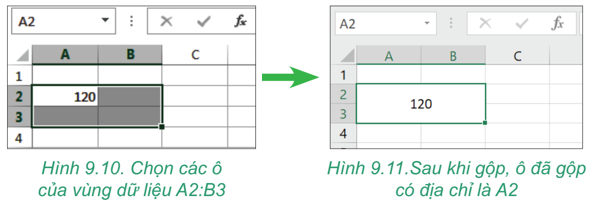 A2
fx
A B C
1
2 120
3
4
Hình 9.10. Chọn các ô
của vùng dữ liệu A2:B3
A2
fx
A B C
1
2
120
3
4
Hình 9.11.Sau khi gộp, ô đã gộp
có địa chỉ là A2